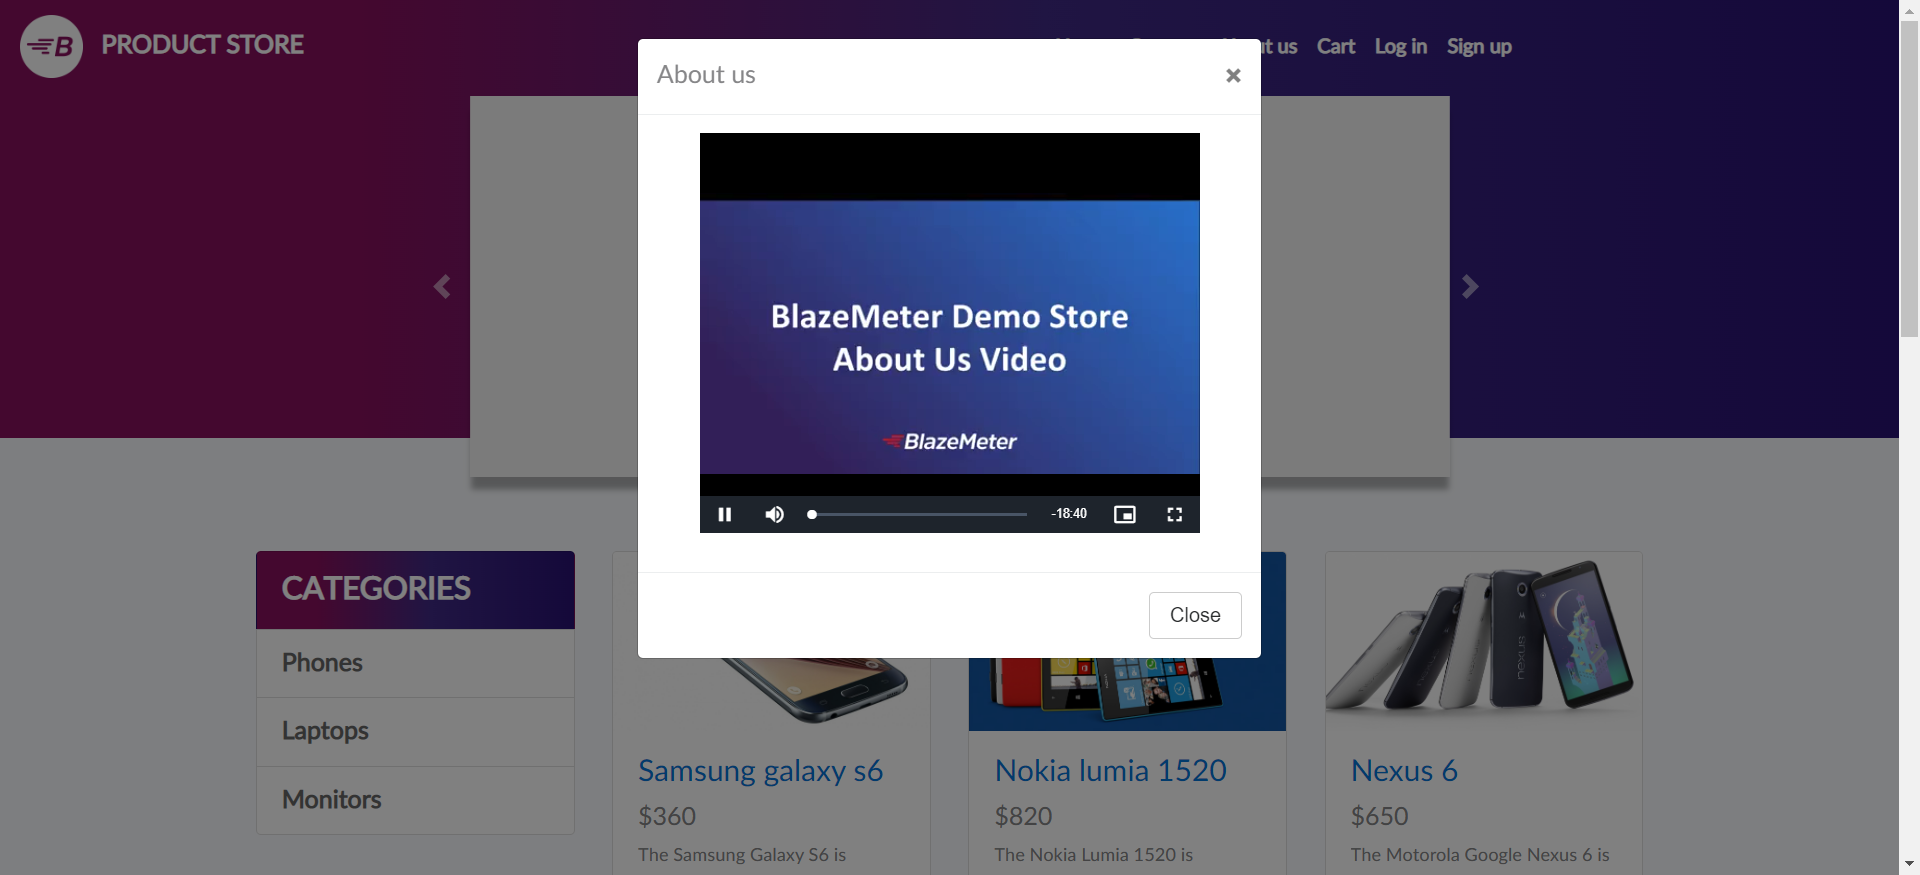 B PRODUCT STORE
t us Cart Log in Sign up
About us
BlazeMeter Demo Store
About Us Video
BlazeMeter
-18:40
Close
CATEGORIES
Phones
Laptops
Monitors
Samsung galaxy s6
$360
The Samsung Galaxy S6 is
Nokia lumia 1520
$820
The Nokia Lumia 1520 is
Nexus 6
$650
The Motorola Google Nexus 6 is